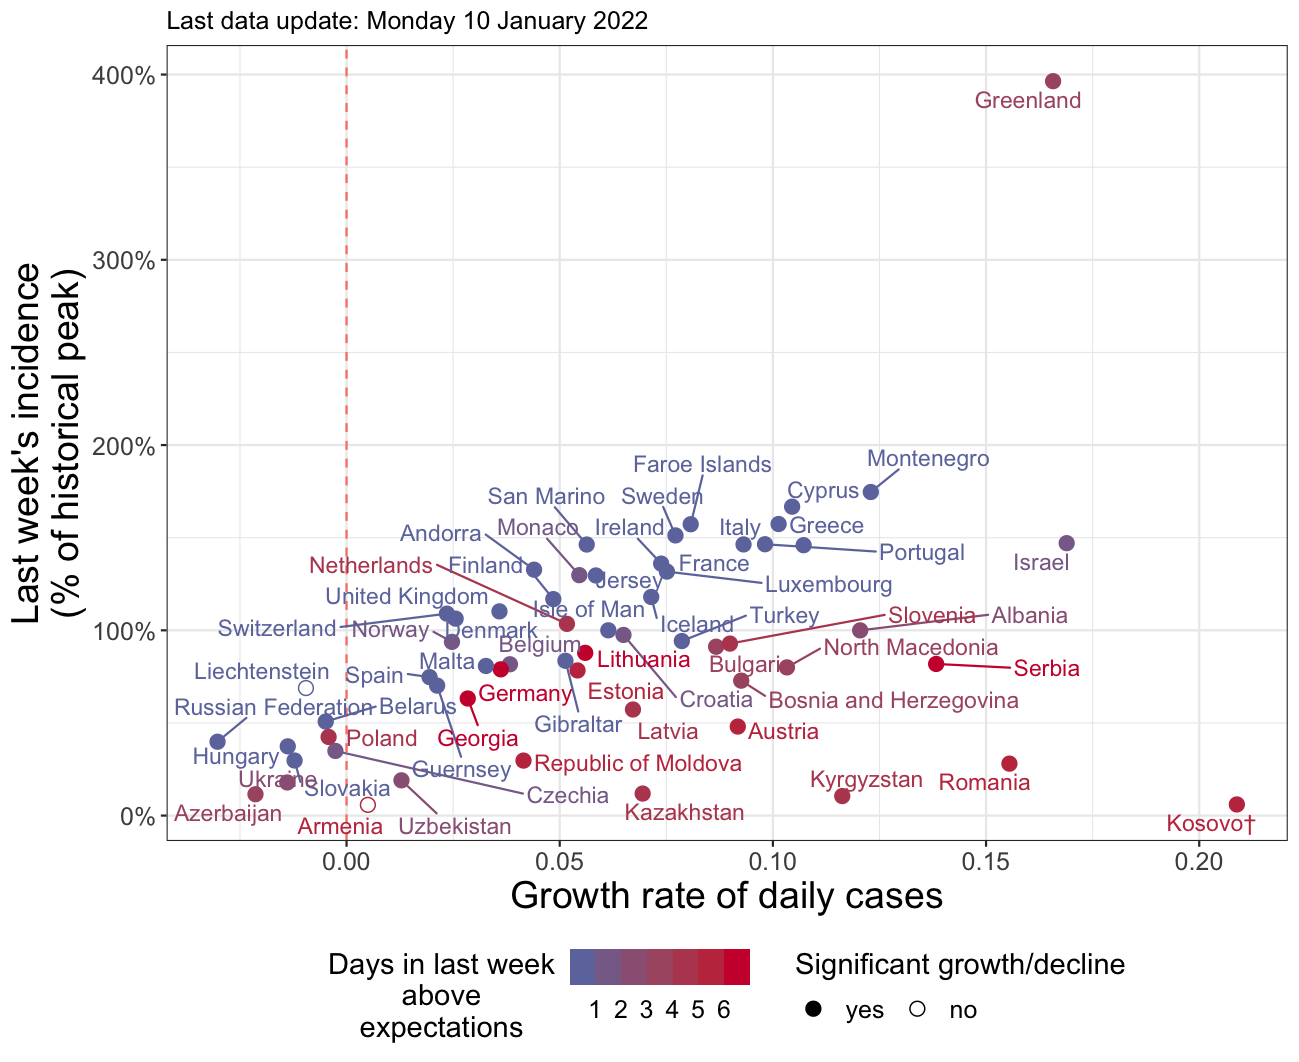 Last data update: Monday 10 January 2022
Last week's incidence
(% of historical peak)
400%
300%
200%
100%
0%
Greenland
Montenegro
Faroe Islands
Cyprus
San Marino
Sweden
Monaco
Ireland
Italy
Greece
Andorra
Portugal
Israel
Netherlands
Finland
France
Jersey
Luxembourg
United Kingdom
Isle of Man
Turkey
Slovenia
Albania
Switzerland
Norway
Denmark
Iceland
Belgium
North Macedonia
Lithuania
Bulgaria
Serbia
Liechtenstein
Spain
Malta
Germany
Estonia
Croatia
Bosnia and Herzegovina
Russian Federation
Belarus
Gibraltar
Poland
Georgia
Latvia
Austria
Hungary
Guernsey
Republic of Moldova
Ukraine
Slovakia
Czechia
Kyrgyzstan
Romania
Azerbaijan
Armenia
Uzbekistan
Kazakhstan
Kosovo†
0.00
0.05
0.10
0.15
0.20
Growth rate of daily cases
Days in last week
above
expectations
1 2 3 4 5 6
Significant growth/decline
yes
no